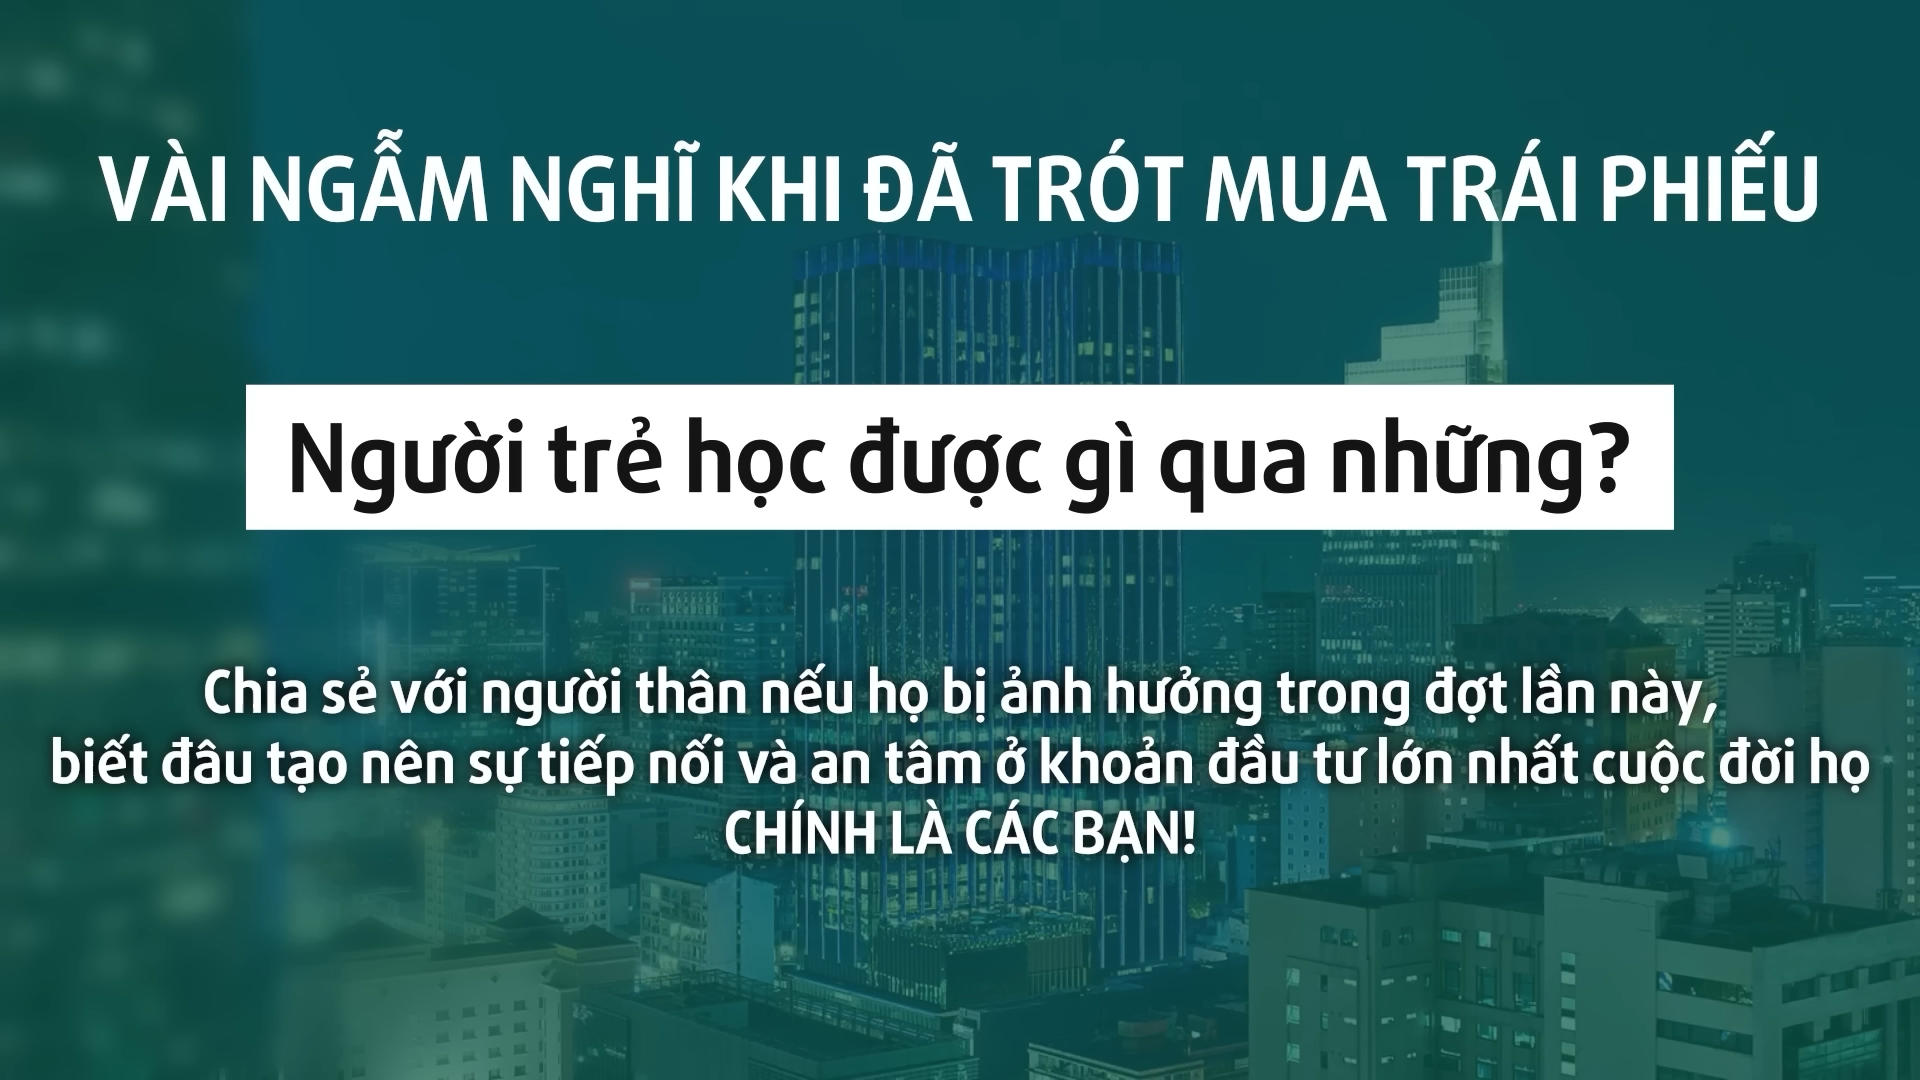 VÀI NGẪM NGHĨ KHI ĐÃ TRÓT MUA TRÁI PHIẾU
Người trẻ học được gì qua những?
Chia sẻ với người thân nếu họ bị ảnh hưởng trong đợt lần này,
biết đâu tạo nên sự tiếp nối và an tâm ở khoản đầu tư lớn nhất cuộc đời họ
CHÍNH LÀ CÁC BẠN!